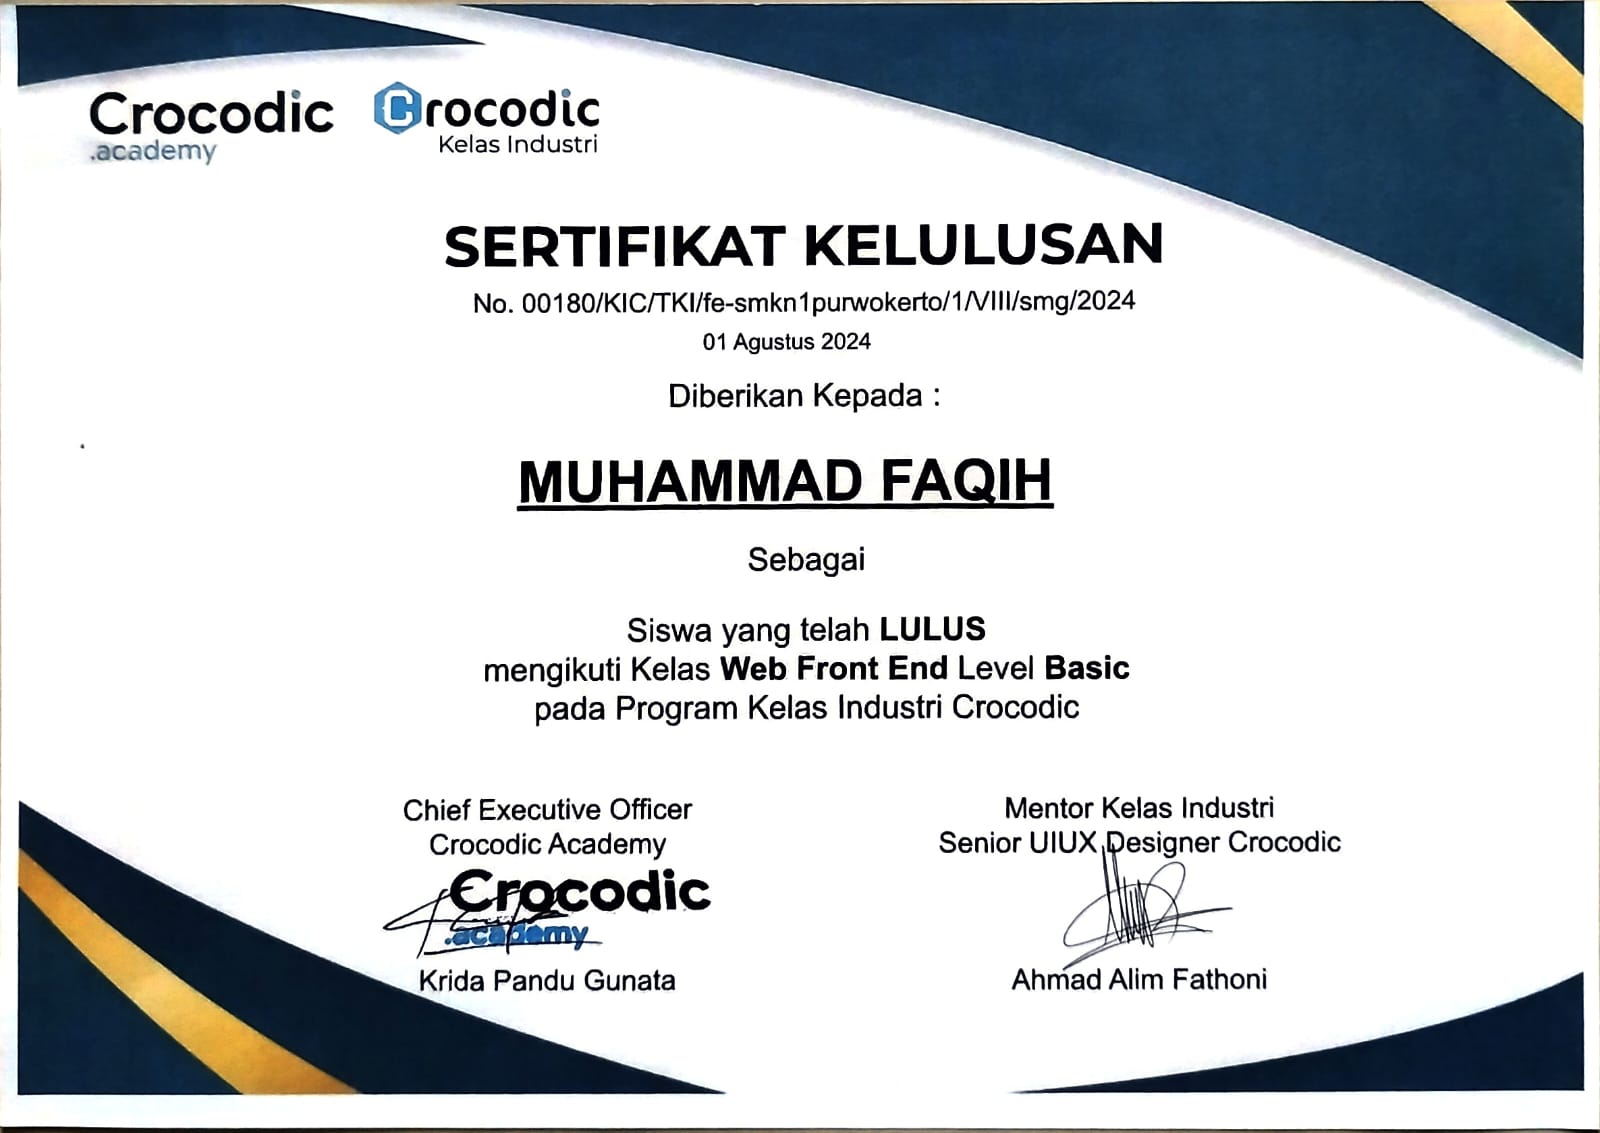 Crocodic
.academy
Crocodic
Kelas Industri
SERTIFIKAT KELULUSAN
No. 00180/KIC/TKI/fe-smkn1purwokerto/1/VIII/smg/2024
01 Agustus 2024
Diberikan Kepada :
MUHAMMAD FAQIH
Sebagai
Siswa yang telah LULUS
mengikuti Kelas Web Front End Level Basic
pada Program Kelas Industri Crocodic
Chief Executive Officer
Crocodic Academy
Crocodic
.academy
Krida Pandu Gunata
Mentor Kelas Industri
Senior UIUX Designer Crocodic
Ahmad Alim Fathoni